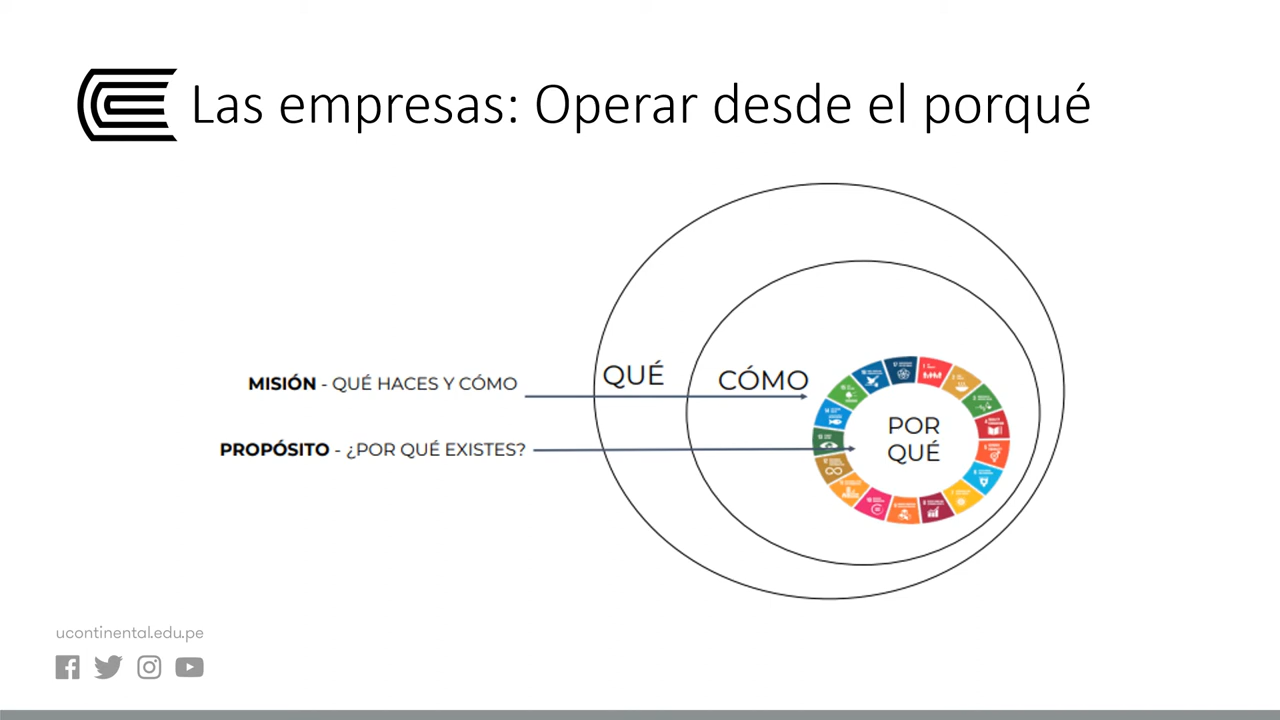 Las empresas: Operar desde el porqué
QUÉ
CÓMO
MISIÓN - QUÉ HACES Y CÓMO
POR
QUÉ
PROPÓSITO - ¿POR QUÉ EXISTES?
ucontinental.edu.pe